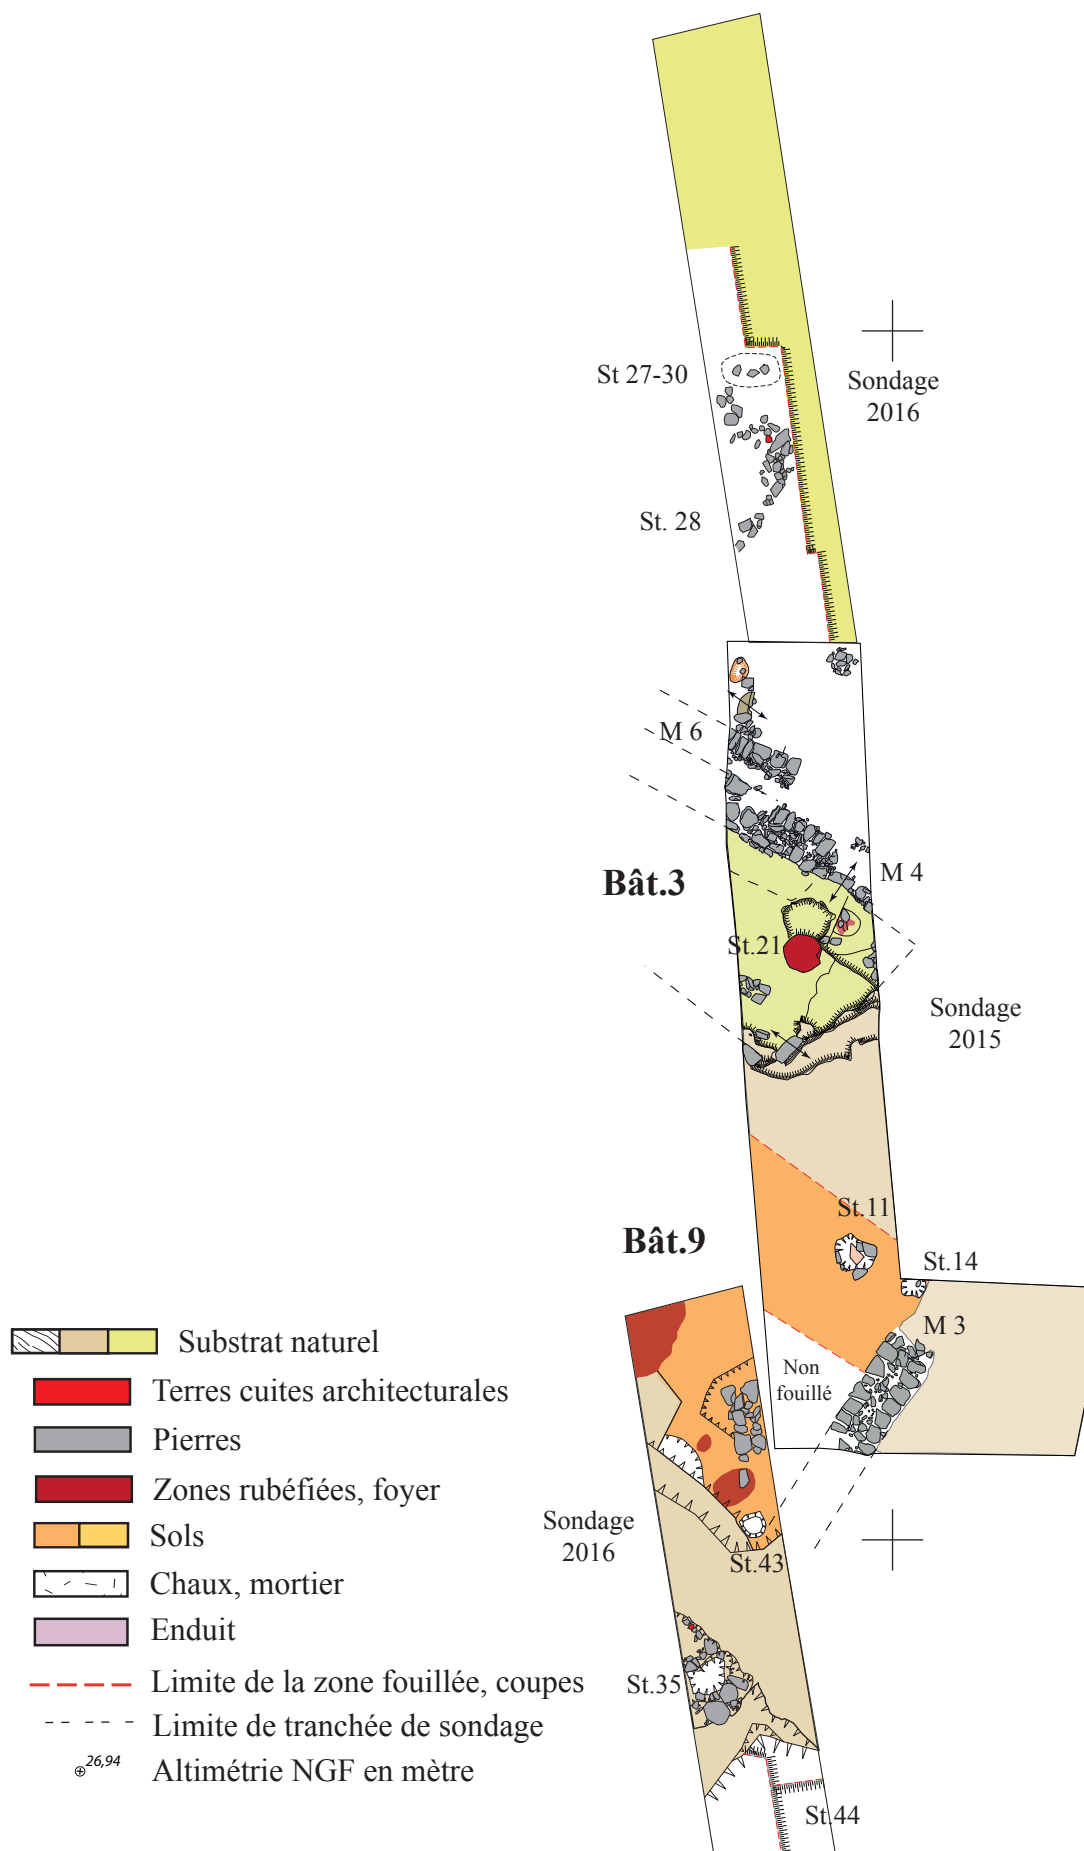 St 27-30
Sondage
2016
St. 28
M 6
Bât.3
M 4
St.21
Sondage
2015
St.11
Bât.9
St.14
M 3
Non
fouillé
Sondage
2016
St.43
St.35
St.44
Substrat naturel
Terres cuites architecturales
Pierres
Zones rubéfiées, foyer
Sols
Chaux, mortier
Enduit
Limite de la zone fouillée, coupes
Limite de tranchée de sondage
26,94 Altimétrie NGF en mètre